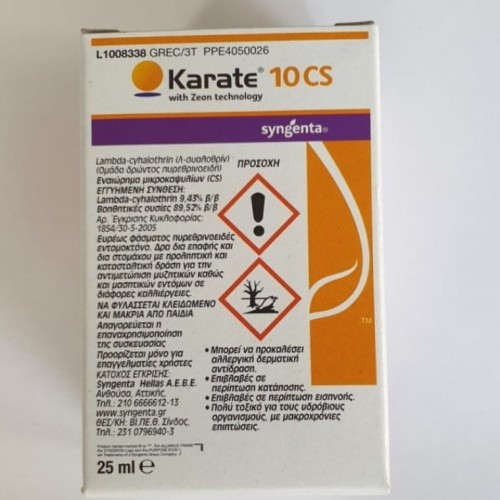 L1008338 GREC/3T PPE4050026
Karate® 10 CS
with Zeon technology
syngenta®
Lambda-cyhalothrin (λ-συαλοθρίν)
(Ομάδα δρώντος πυρεθρινοειδή)
Εναιώρημα μικροκαψυλίων (CS)
ΕΓΓΥΗΜΕΝΗ ΣΥΝΘΕΣΗ:
Lambda-cyhalothrin 9,43% β/β
Βοηθητικές ουσίες 89,52% β/β
Αρ. Έγκρισης Κυκλοφορίας:
1854/30-5-2005
Ευρέως φάσματος πυρεθρινοειδές
εντομοκτόνο. Δρα δια επαφής και
δια στομάχου με προληπτική και
κατασταλτική δράση για την
αντιμετώπιση μυζητικών καθώς
και μασητικών εντόμων σε
διάφορες καλλιέργειες.
ΝΑ ΦΥΛΑΣΣΕΤΑΙ ΚΛΕΙΔΩΜΕΝΟ
ΚΑΙ ΜΑΚΡΙΑ ΑΠΟ ΠΑΙΔΙΑ
Απαγορεύεται η
επαναχρησιμοποίηση
της συσκευασίας
Προορίζεται μόνο για
επαγγελματίες χρήστες
ΚΑΤΟΧΟΣ ΕΓΚΡΙΣΗΣ:
Syngenta Hellas A.E.B.E.
Ανθούσα, Αττικής,
Τηλ.: 210 6666612-13
www.syngenta.gr
ΘΕΣ/ΚΗ: ΒΙ.ΠΕ.Θ. Σίνδος,
Τηλ.: 231 0796940-3
ΠΡΟΣΟΧΗ
• Μπορεί να προκαλέσει
αλλεργική δερματική
αντίδραση.
• Επιβλαβές σε
περίπτωση κατάποσης.
• Επιβλαβές σε περίπτωση εισπνοής.
• Πολύ τοξικό για τους υδρόβιους
οργανισμούς, με μακροχρόνιες
επιπτώσεις.
TM
25 ml ℮